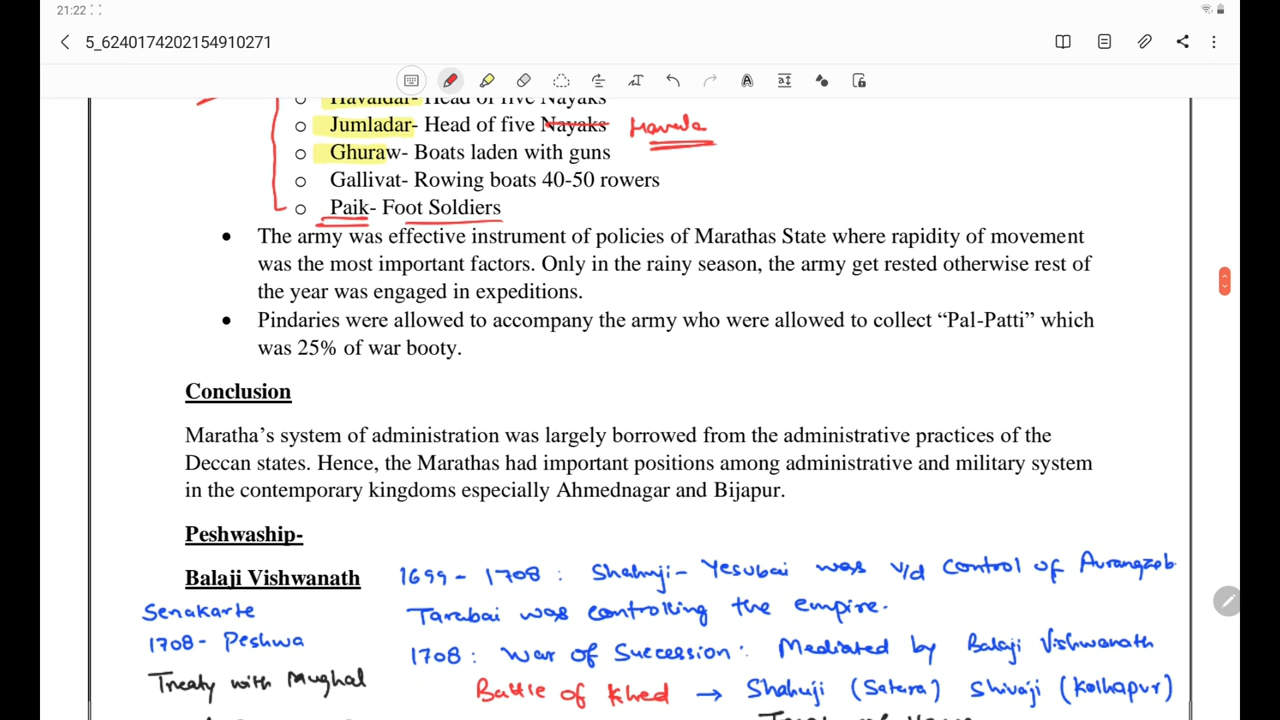 21:22
5_6240174202154910271
Havaldar- Head of five Nayaks
Jumladar- Head of five Nayaks Havala
Ghuraw- Boats laden with guns
Gallivat- Rowing boats 40-50 rowers
Paik- Foot Soldiers
The army was effective instrument of policies of Marathas State where rapidity of movement
was the most important factors. Only in the rainy season, the army get rested otherwise rest of
the year was engaged in expeditions.
Pindaries were allowed to accompany the army who were allowed to collect “Pal-Patti” which
was 25% of war booty.
Conclusion
Maratha’s system of administration was largely borrowed from the administrative practices of the
Deccan states. Hence, the Marathas had important positions among administrative and military system
in the contemporary kingdoms especially Ahmednagar and Bijapur.
Peshwaship-
Balaji Vishwanath
1699 - 1708 : Shahuji - Yesubai was v/d control of Aurangzeb
Senakarte
Tarabai was controlling the empire.
1708 - Peshwa
1708 : War of Succession : Mediated by Balaji Vishwanath
Treaty with Mughal
Battle of Khed → Shahuji (Satara) Shivaji (Kolhapur)